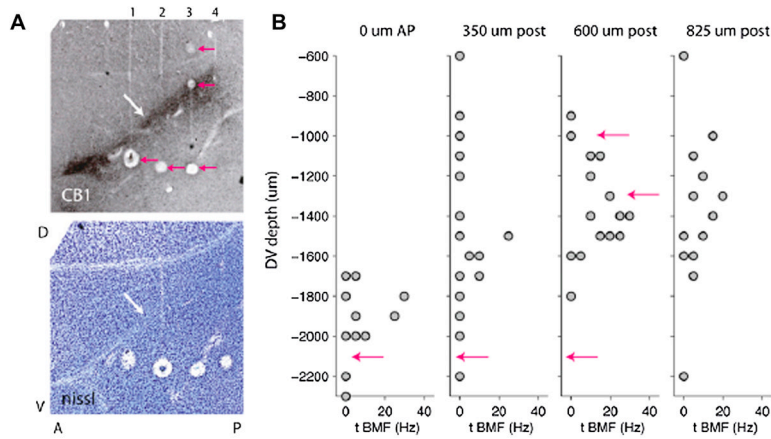 A
1 2 3 4
CB1
D
V
nissl
A P
B
0 um AP 350 um post 600 um post 825 um post
DV depth (um)
−600
−800
−1000
−1200
−1400
−1600
−1800
−2000
−2200
0 20 40 0 20 40 0 20 40 0 20 40
t BMF (Hz) t BMF (Hz) t BMF (Hz) t BMF (Hz)